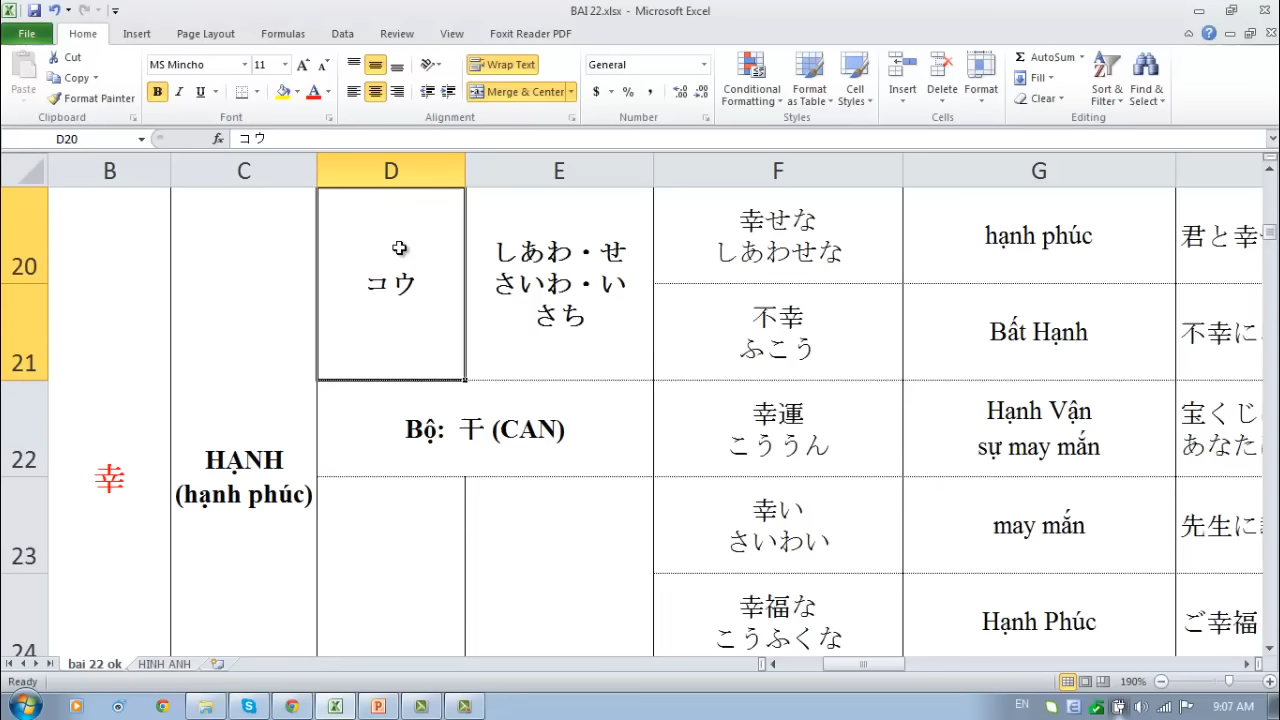 BAI 22.xlsx - Microsoft Excel
File Home Insert Page Layout Formulas Data Review View Foxit Reader PDF
Paste Cut Copy Format Painter Clipboard
MS Mincho 11 A A B I U A Font
Wrap Text Merge & Center Alignment
General $ % , Number
Conditional Formatting Format as Table Cell Styles Styles
Insert Delete Format Cells
Σ AutoSum Fill Clear Sort & Filter Find & Select Editing
D20 fx コウ
B C D E F G
20 21 22 23 24
幸
HẠNH
(hạnh phúc)
コウ
しあわ・せ
さいわ・い
さち
Bộ: 干 (CAN)
幸せな
しあわせな
hạnh phúc
君と幸
不幸
ふこう
Bất Hạnh
不幸に
幸運
こううん
Hạnh Vận
sự may mắn
宝くじ
あなた
幸い
さいわい
may mắn
先生に
幸福な
こうふくな
Hạnh Phúc
ご幸福
bai 22 ok HINH ANH
Ready 190%
EN 9:07 AM